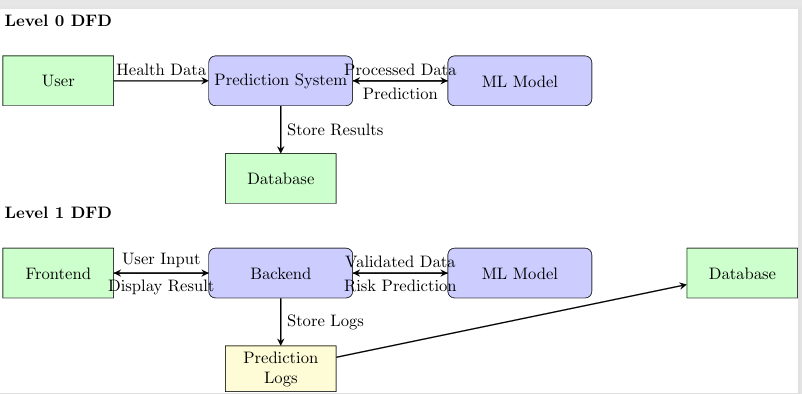 Level 0 DFD
Health Data
Processed Data
User
Prediction System
ML Model
Prediction
Store Results
Database
Level 1 DFD
User Input
Validated Data
Frontend
Backend
ML Model
Database
Display Result
Risk Prediction
Store Logs
Prediction
Logs